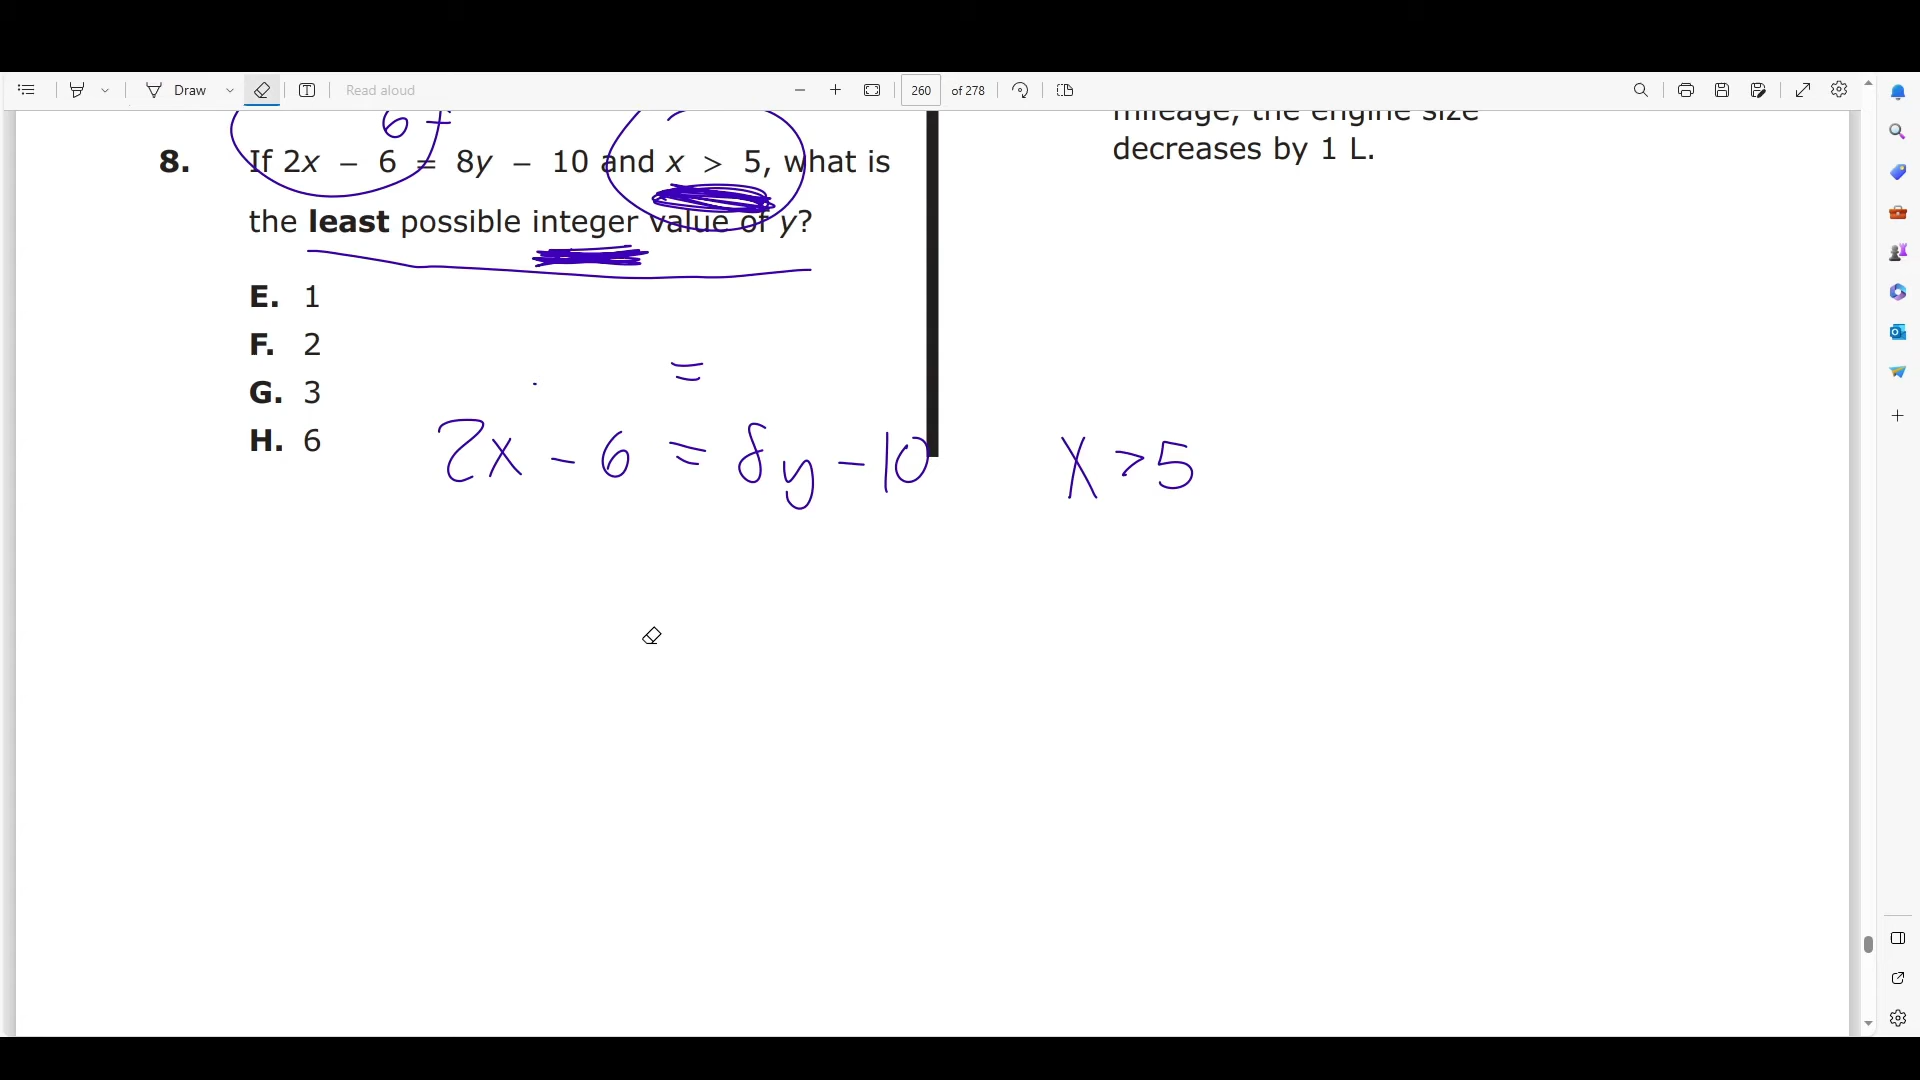 Draw
Read aloud
260 of 278
6
mileage, the engine size
decreases by 1 L.
8. If 2x − 6 = 8y − 10 and x > 5, what is
the least possible integer value of y?
E. 1
F. 2
G. 3
H. 6
=
2x - 6 = 8y - 10
x > 5